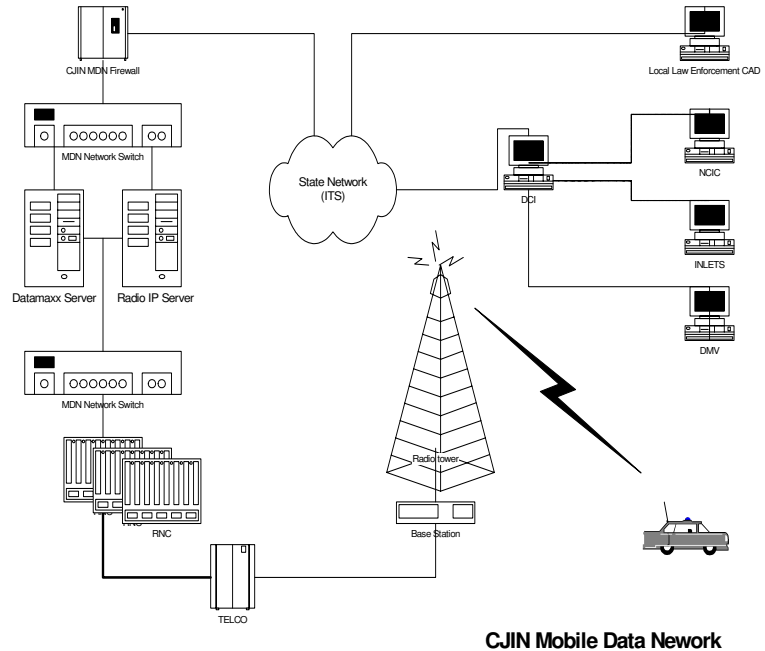 CJIN MDN Firewall
Local Law Enforcement CAD
MDN Network Switch
NCIC
State Network
(ITS)
DCI
INLETS
Datamaxx Server
Radio IP Server
DMV
MDN Network Switch
Radio tower
RNC
Base Station
TELCO
CJIN Mobile Data Nework